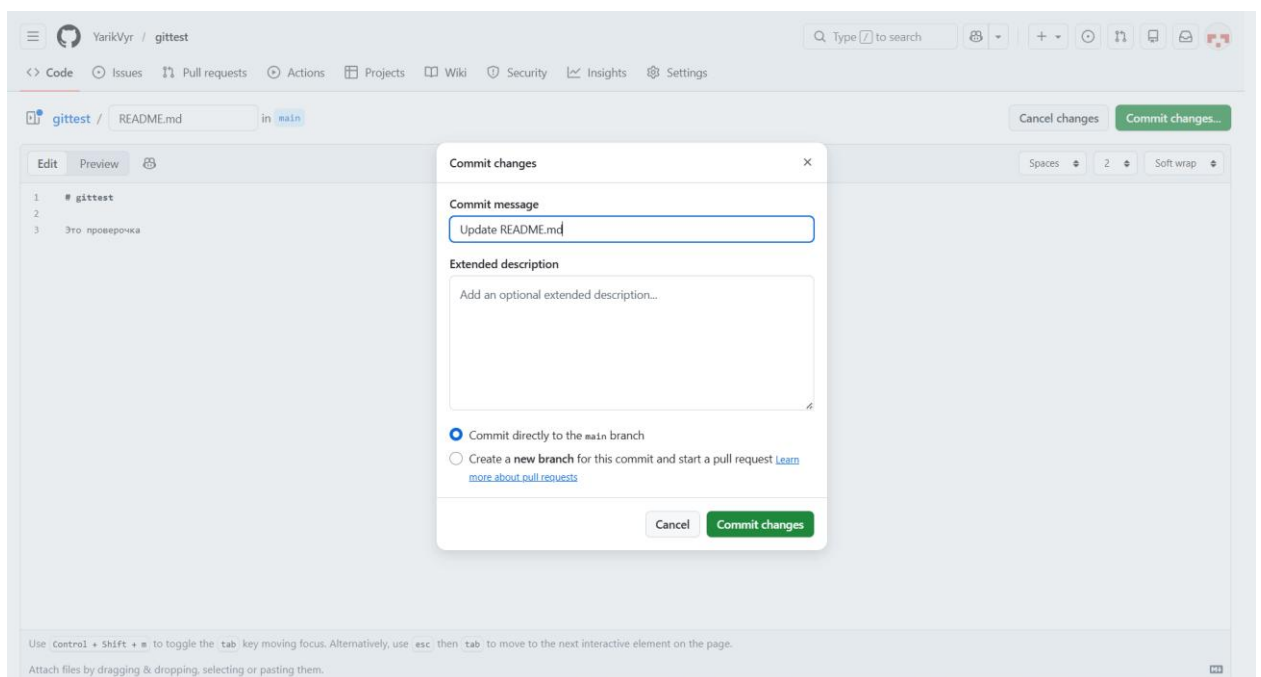 YarikVyr / gittest
Type / to search
<> Code Issues Pull requests Actions Projects Wiki Security Insights Settings
gittest / README.md in main
Cancel changes Commit changes...
Edit Preview
Spaces 2 Soft wrap
1 # gittest
2
3 Это проверочка
Commit changes
Commit message
Update README.md
Extended description
Add an optional extended description...
Commit directly to the main branch
Create a new branch for this commit and start a pull request Learn
more about pull requests
Cancel Commit changes
Use Control + Shift + m to toggle the tab key moving focus. Alternatively, use esc then tab to move to the next interactive element on the page.
Attach files by dragging & dropping, selecting or pasting them.